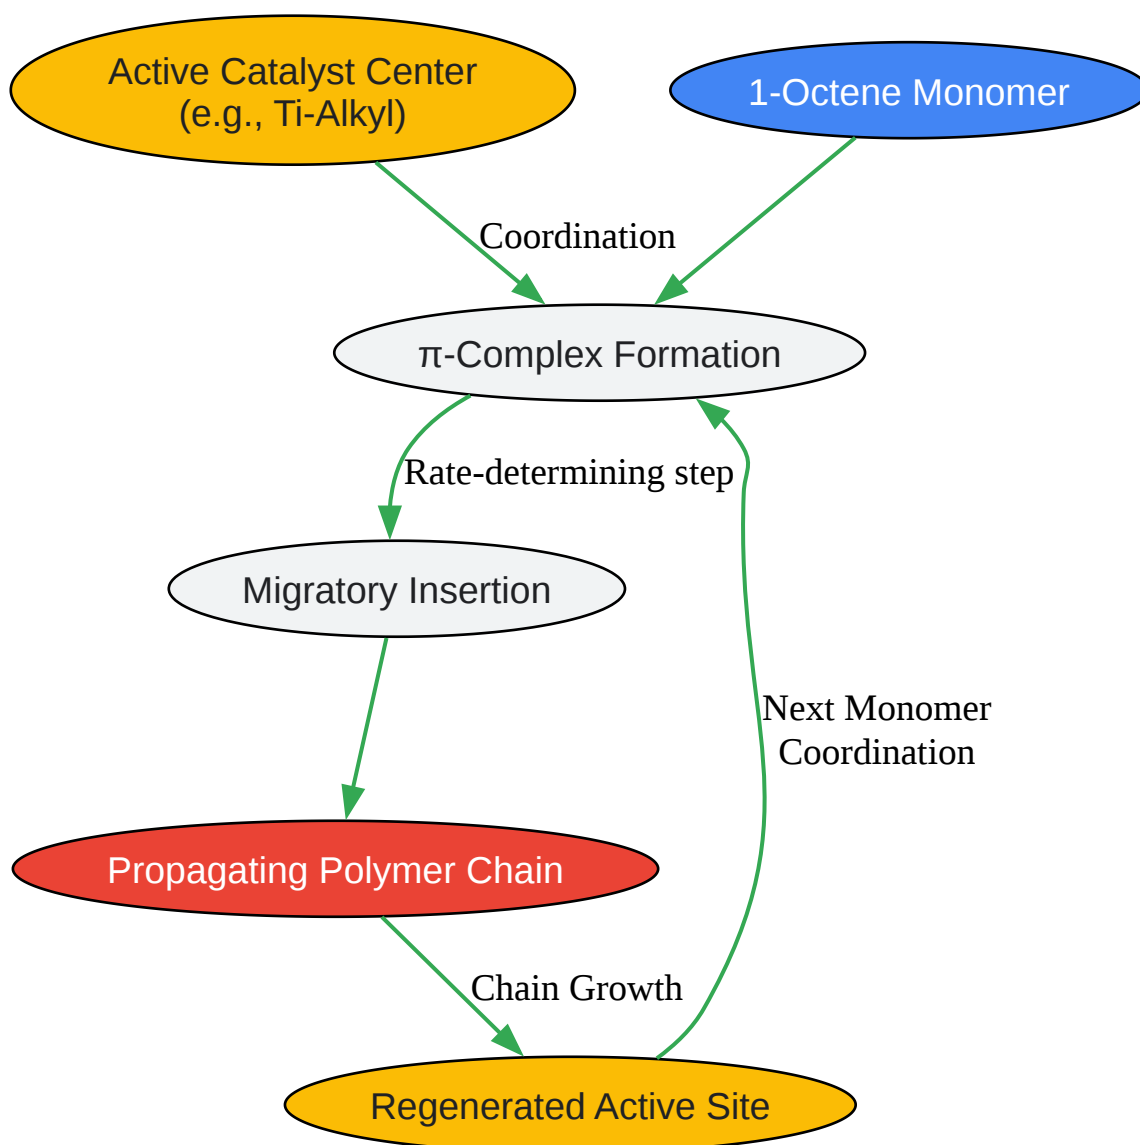 Active Catalyst Center
(e.g., Ti-Alkyl)
1-Octene Monomer
Coordination
π-Complex Formation
Rate-determining step
Migratory Insertion
Next Monomer
Coordination
Propagating Polymer Chain
Chain Growth
Regenerated Active Site